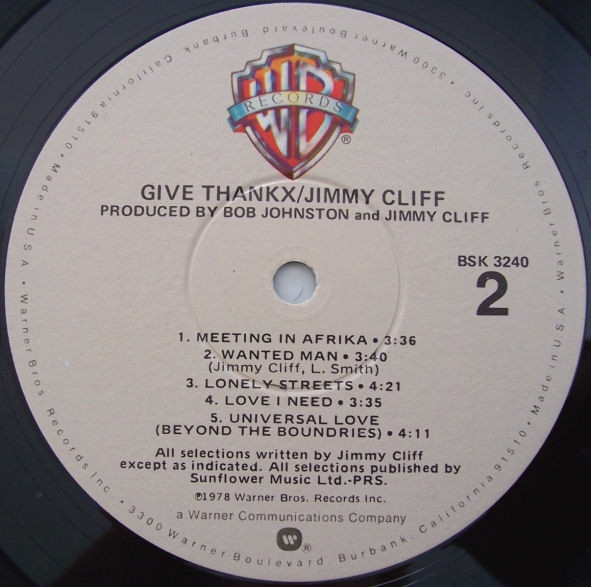 WB
RECORDS
®
GIVE THANKX/JIMMY CLIFF
PRODUCED BY BOB JOHNSTON and JIMMY CLIFF
BSK 3240
2
1. MEETING IN AFRIKA • 3:36
2. WANTED MAN • 3:40
(Jimmy Cliff, L. Smith)
3. LONELY STREETS • 4:21
4. LOVE I NEED • 3:35
5. UNIVERSAL LOVE
(BEYOND THE BOUNDRIES) • 4:11
All selections written by Jimmy Cliff
except as indicated. All selections published by
Sunflower Music Ltd.-PRS.
℗1978 Warner Bros. Records Inc.
a Warner Communications Company
®
Warner Bros. Records Inc. • 3300 Warner Boulevard. Burbank, California 91510 • Made in U S A •
Warner Bros Records Inc • 3300 Warner Boulevard Burbank, California 91510 • Made in U S A •